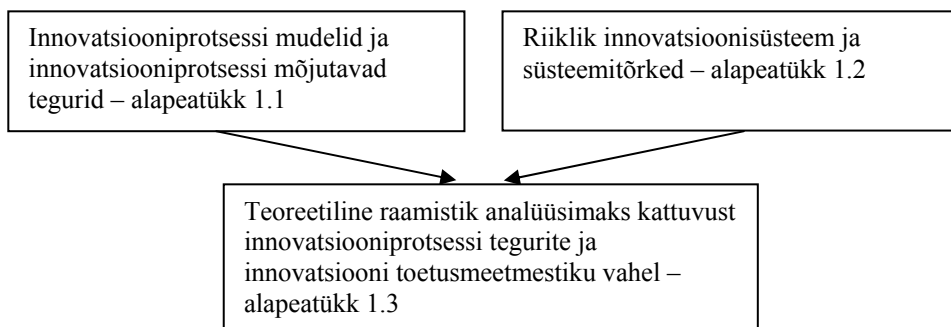 Innovatsiooniprotsessi mudelid ja
innovatsiooniprotsessi mõjutavad
tegurid – alapeatükk 1.1
Riiklik innovatsioonisüsteem ja
süsteemitõrked – alapeatükk 1.2
Teoreetiline raamistik analüüsimaks kattuvust
innovatsiooniprotsessi tegurite ja
innovatsiooni toetusmeetmestiku vahel –
alapeatükk 1.3